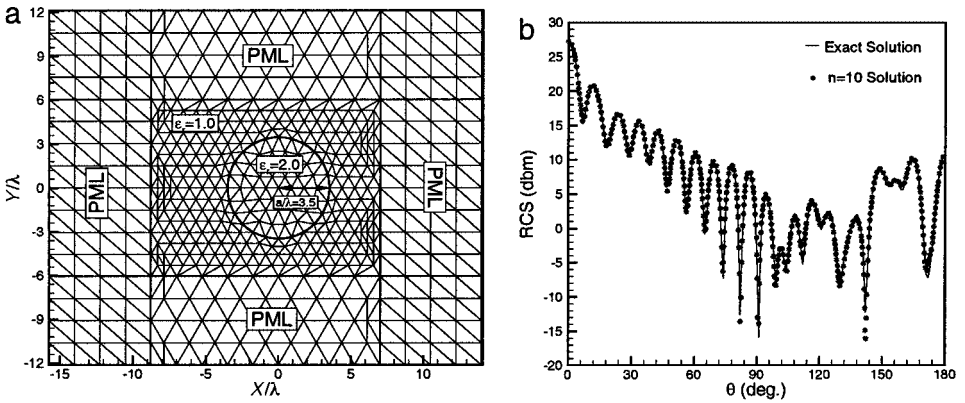 a
12
9
6
3
0
-3
-6
-9
-12
Y/λ
-15
-10
-5
0
5
10
X/λ
PML
PML
PML
PML
εr=1.0
εr=2.0
a/λ=3.5
b
30
25
20
15
10
5
0
-5
-10
-15
-20
RCS (dbm)
0
30
60
90
120
150
180
θ (deg.)
Exact Solution
n=10 Solution